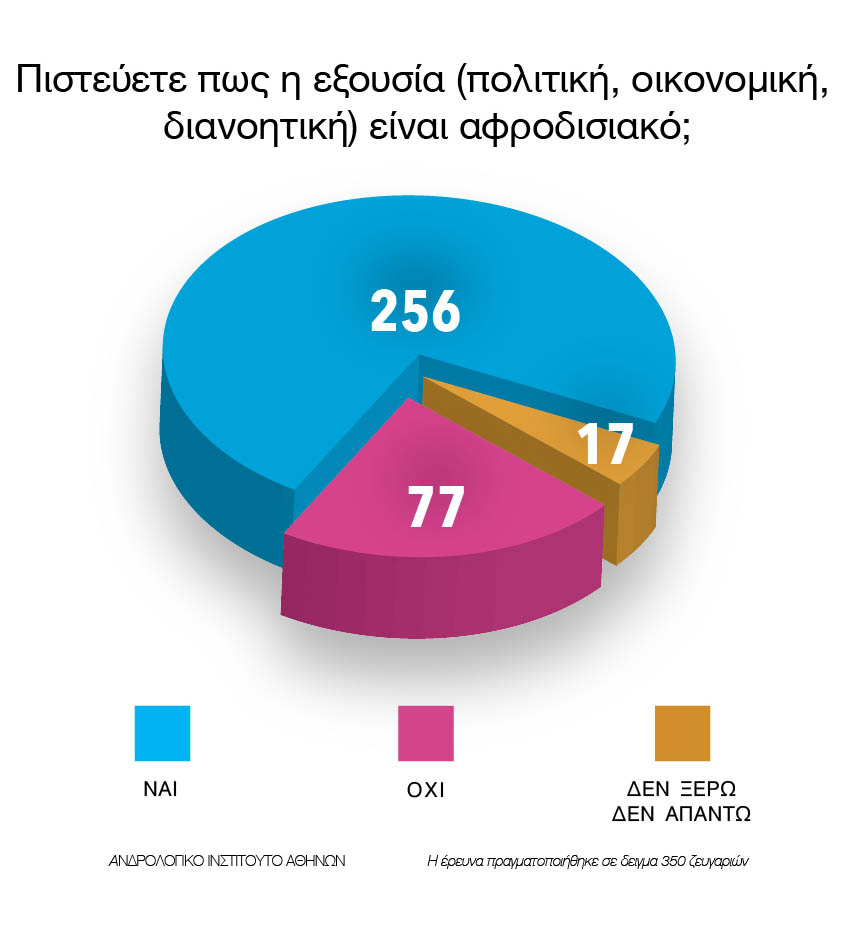 Πιστεύετε πως η εξουσία (πολιτική, οικονομική,
διανοητική) είναι αφροδισιακό;
256
17
77
ΝΑΙ
ΟΧΙ
ΔΕΝ ΞΕΡΩ
ΔΕΝ ΑΠΑΝΤΩ
ΑΝΔΡΟΛΟΓΙΚΟ ΙΝΣΤΙΤΟΥΤΟ ΑΘΗΝΩΝ
Η έρευνα πραγματοποιήθηκε σε δειγμα 350 ζευγαριών